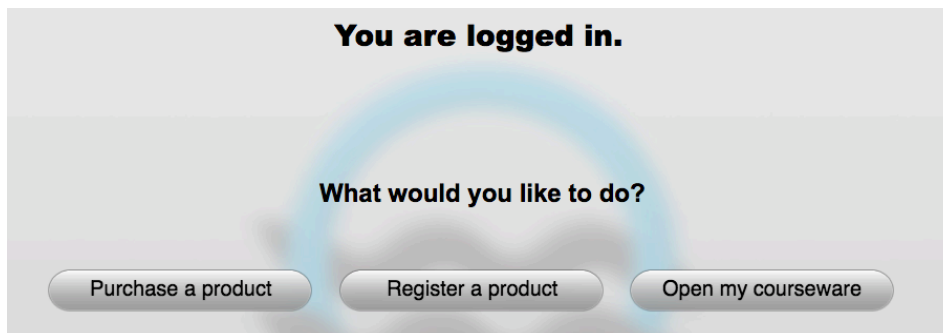 You are logged in.
What would you like to do?
Purchase a product Register a product Open my courseware